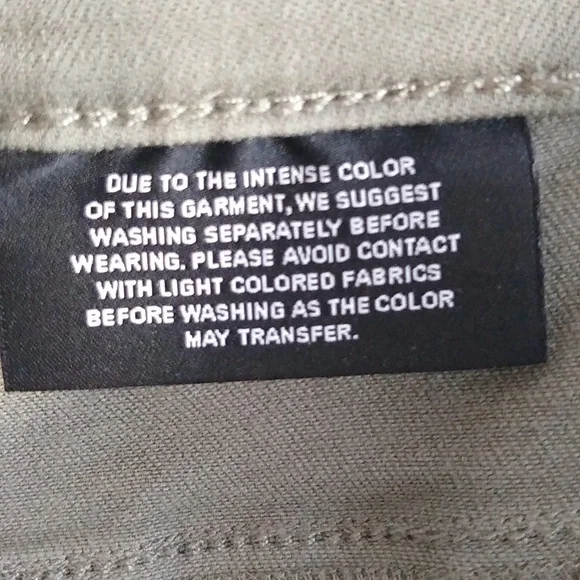 DUE TO THE INTENSE COLOR
OF THIS GARMENT, WE SUGGEST
WASHING SEPARATELY BEFORE
WEARING. PLEASE AVOID CONTACT
WITH LIGHT COLORED FABRICS
BEFORE WASHING AS THE COLOR
MAY TRANSFER.